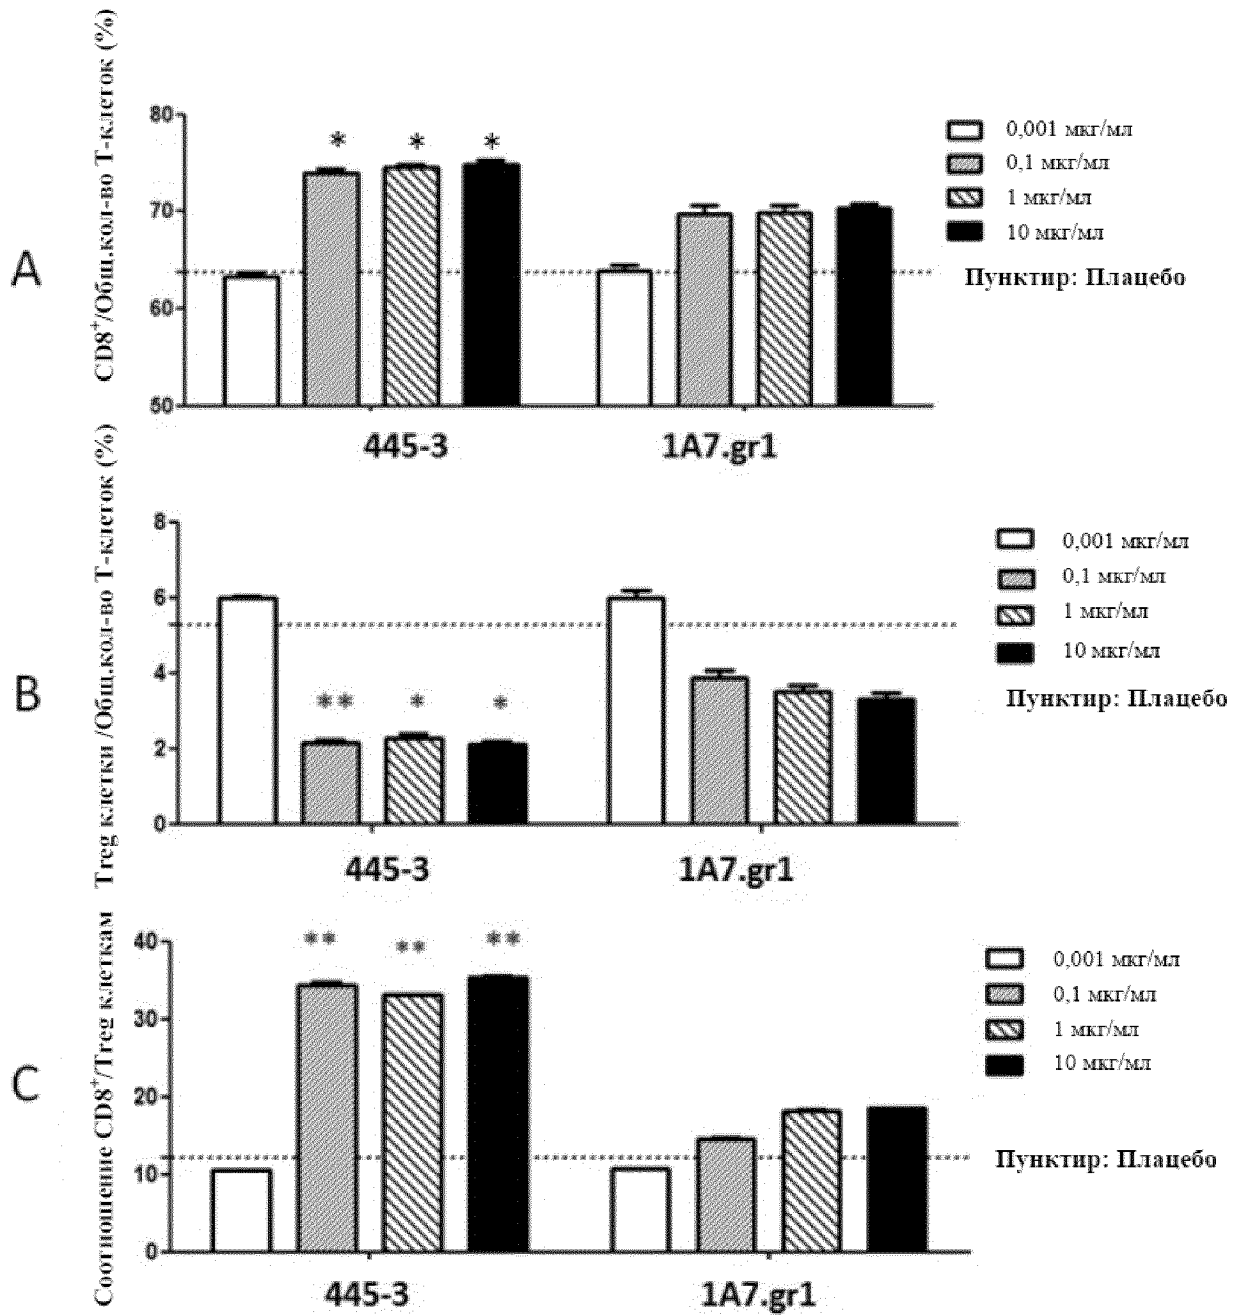 A
CD8⁺/Общ.кол-во Т-клеток (%)
80
70
60
50
* * *
0,001 мкг/мл
0,1 мкг/мл
1 мкг/мл
10 мкг/мл
Пунктир: Плацебо
445-3 1A7.gr1
B
Treg клетки /Общ.кол-во Т-клеток (%)
8
6
4
2
0
** * *
0,001 мкг/мл
0,1 мкг/мл
1 мкг/мл
10 мкг/мл
Пунктир: Плацебо
445-3 1A7.gr1
C
Соотношение CD8⁺/Treg клеткам
40
30
20
10
0
** ** **
0,001 мкг/мл
0,1 мкг/мл
1 мкг/мл
10 мкг/мл
Пунктир: Плацебо
445-3 1A7.gr1